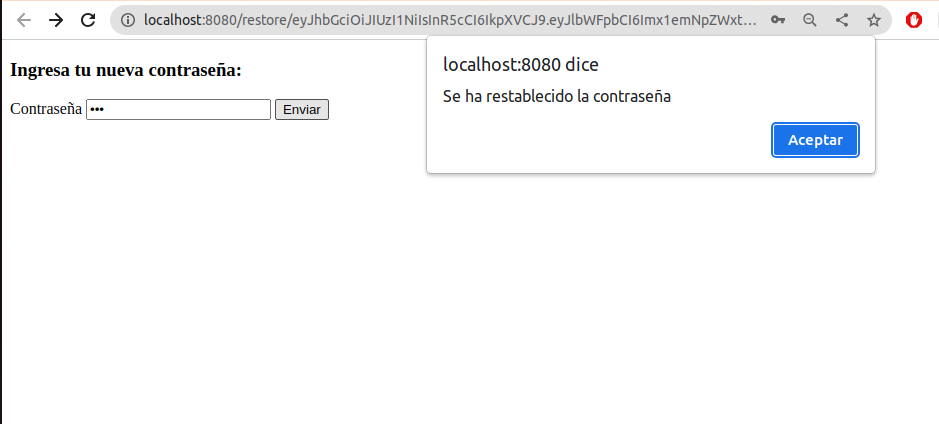 localhost:8080/restore/eyJhbGciOiJIUzI1NiIsInR5cCI6IkpXVCJ9.eyJlbWFpbCI6Imx1emNpZWxt...
localhost:8080 dice
Se ha restablecido la contraseña
Aceptar
Ingresa tu nueva contraseña:
Contraseña ••• Enviar